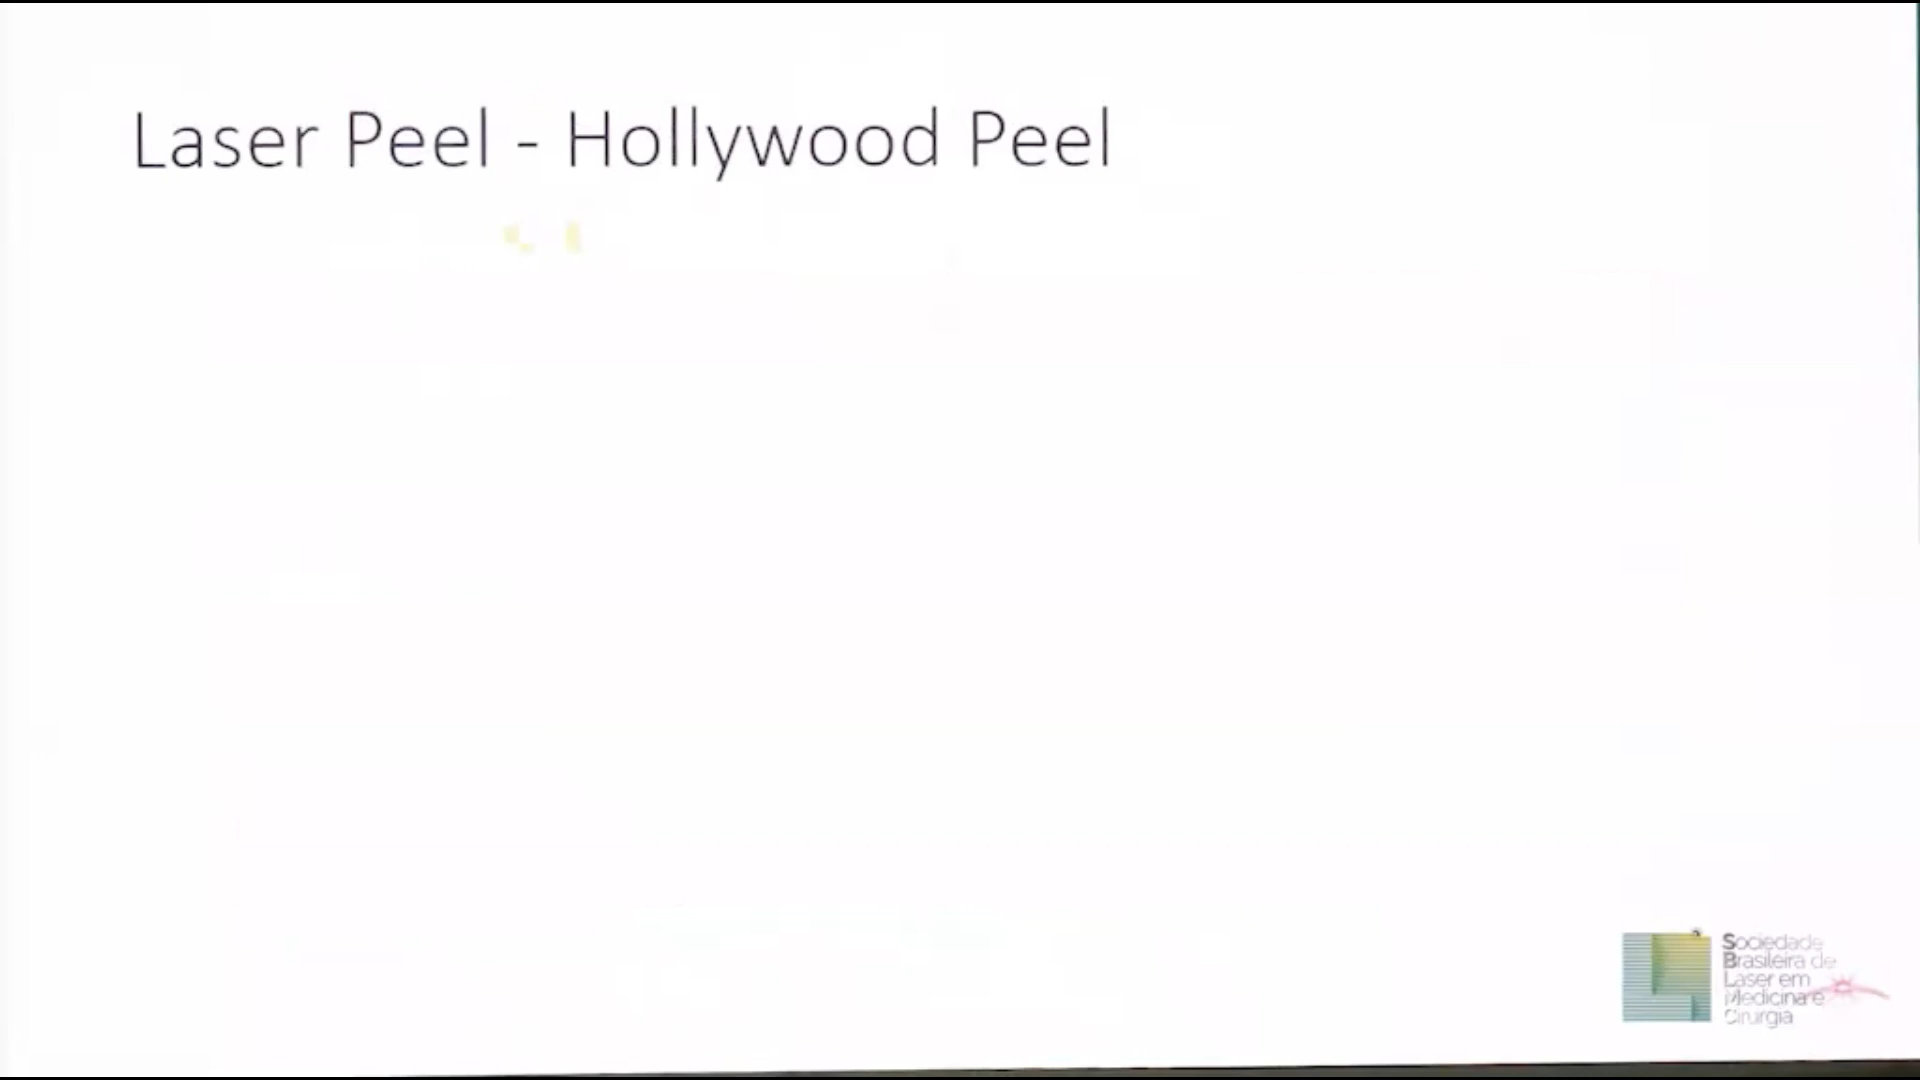 Laser Peel - Hollywood Peel
Sociedade
Brasileira de
Laser em
Medicina e
Cirurgia